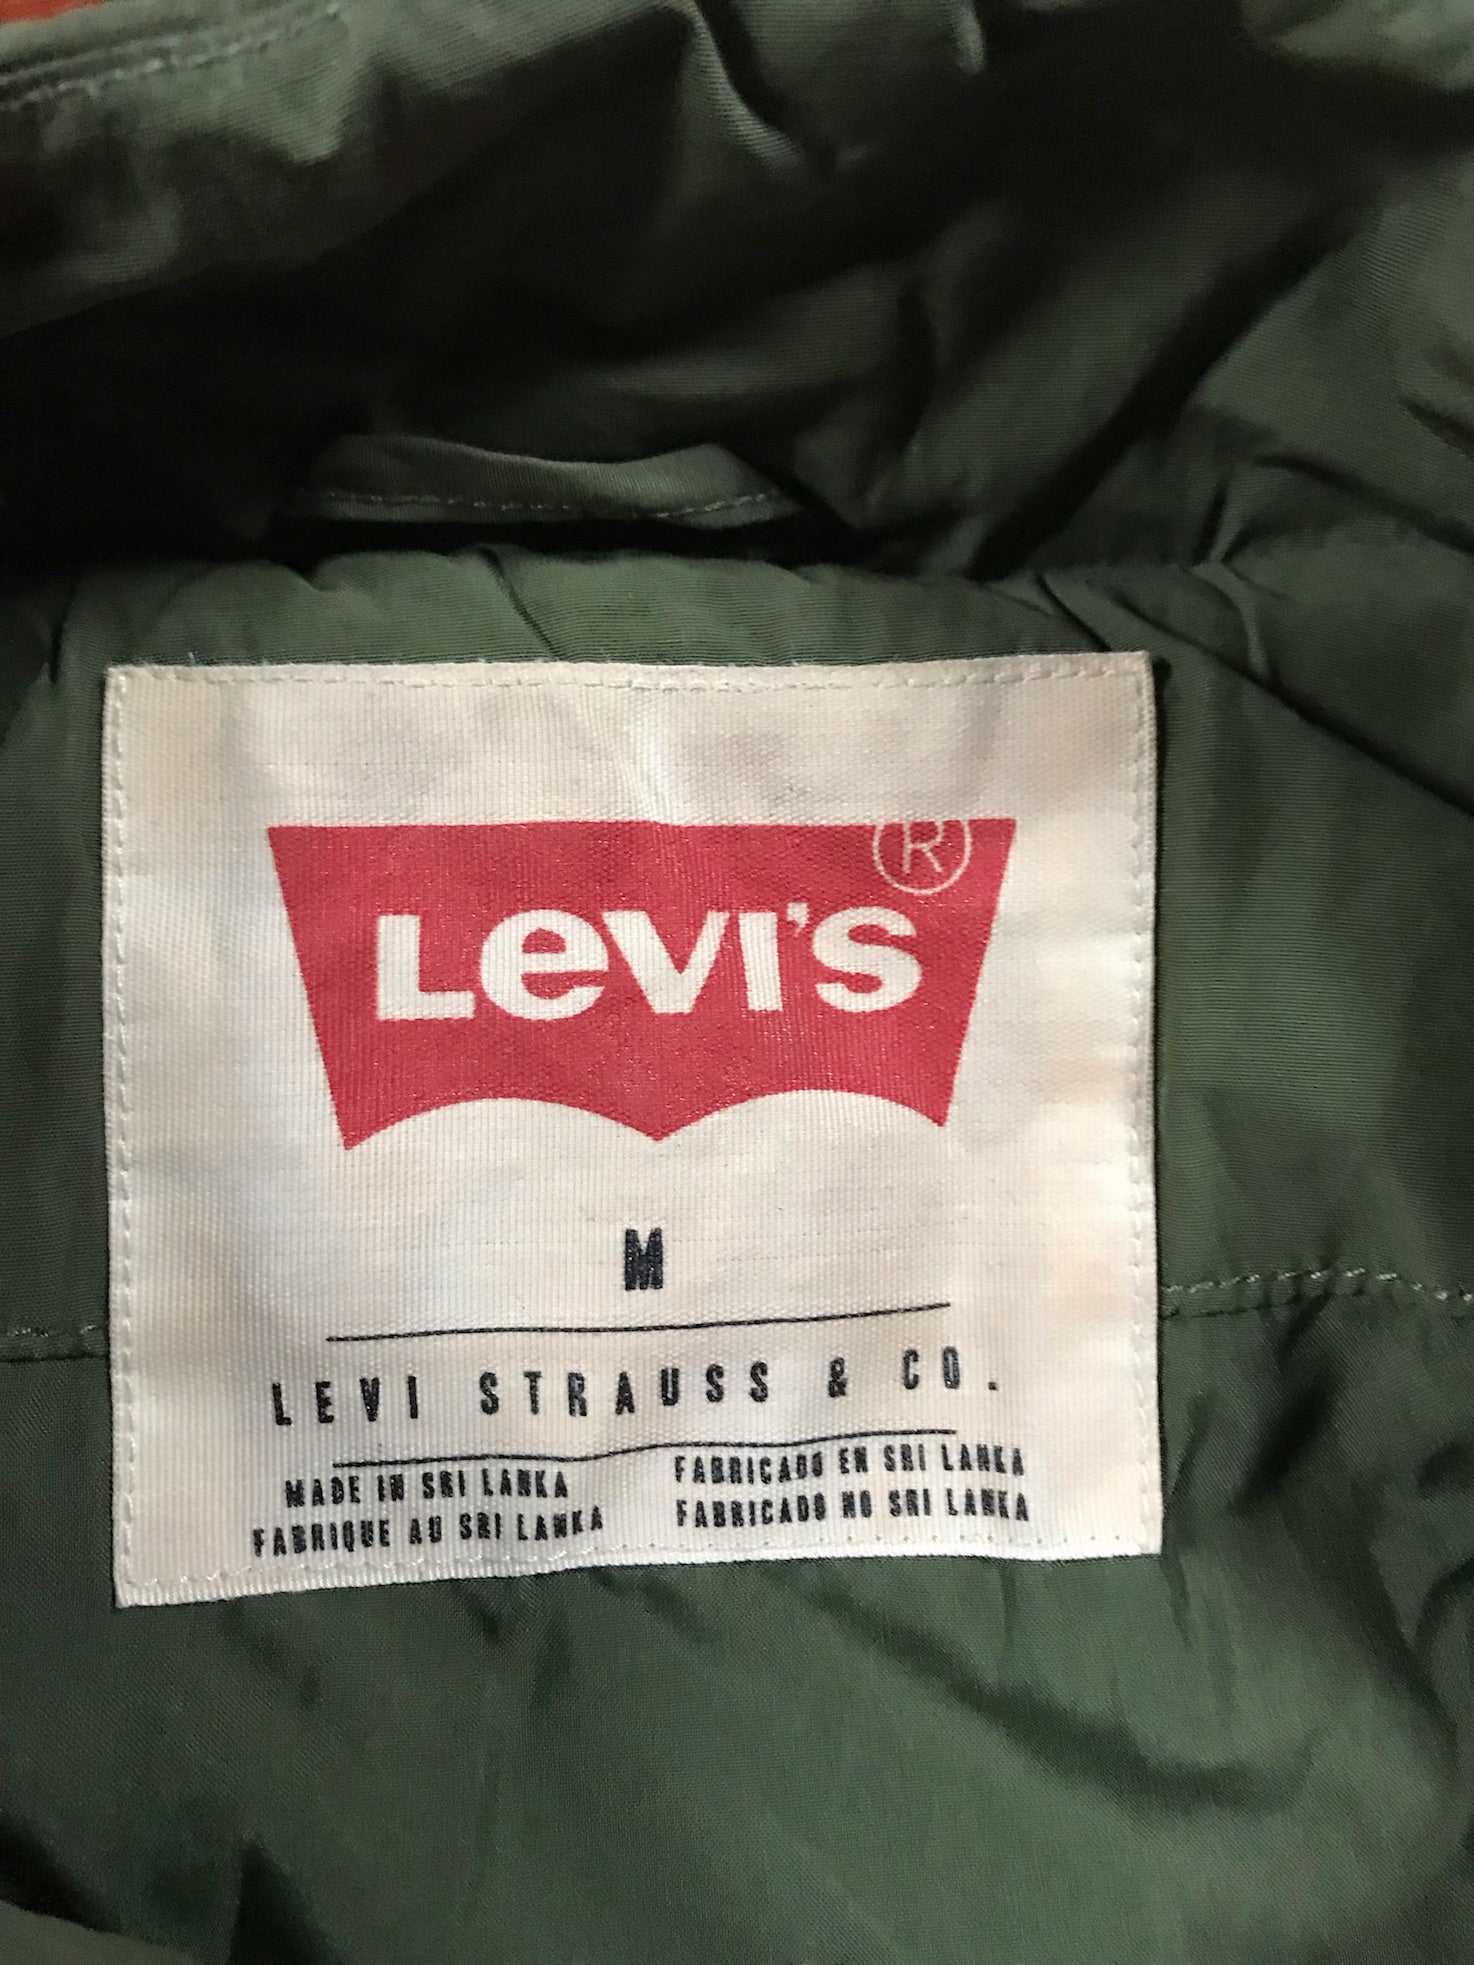 LEVI'S ®
M
LEVI STRAUSS & CO.
MADE IN SRI LANKA
FABRIQUE AU SRI LANKA
FABRICADO EN SRI LANKA
FABRICADO NO SRI LANKA